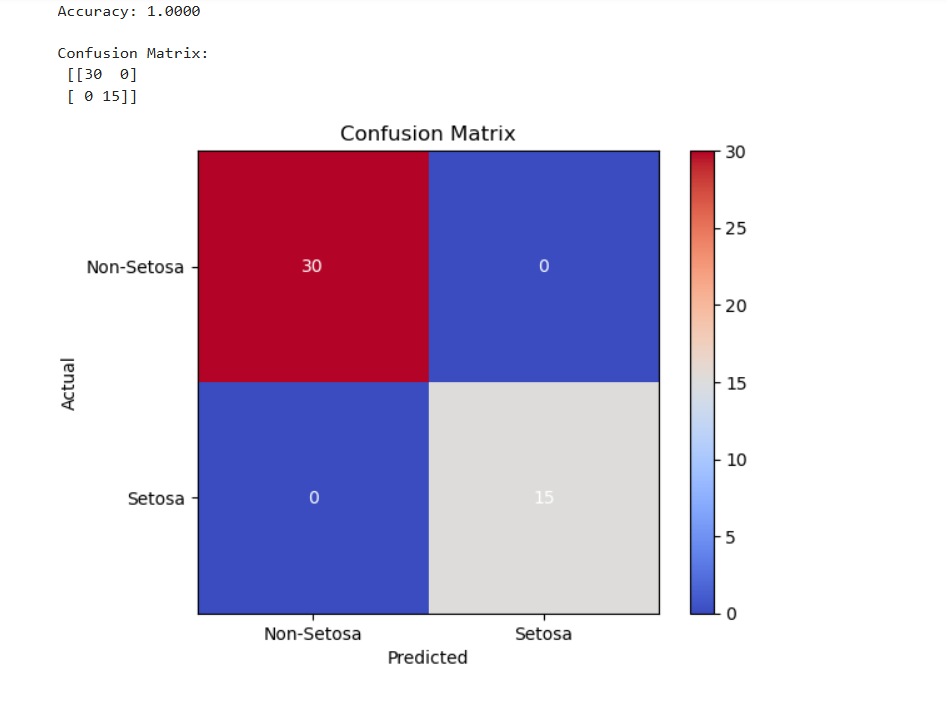 Accuracy: 1.0000
Confusion Matrix:
[[30  0]
[ 0 15]]
Confusion Matrix
30
0
0
15
Non-Setosa
Setosa
Actual
Non-Setosa
Setosa
Predicted
30
25
20
15
10
5
0